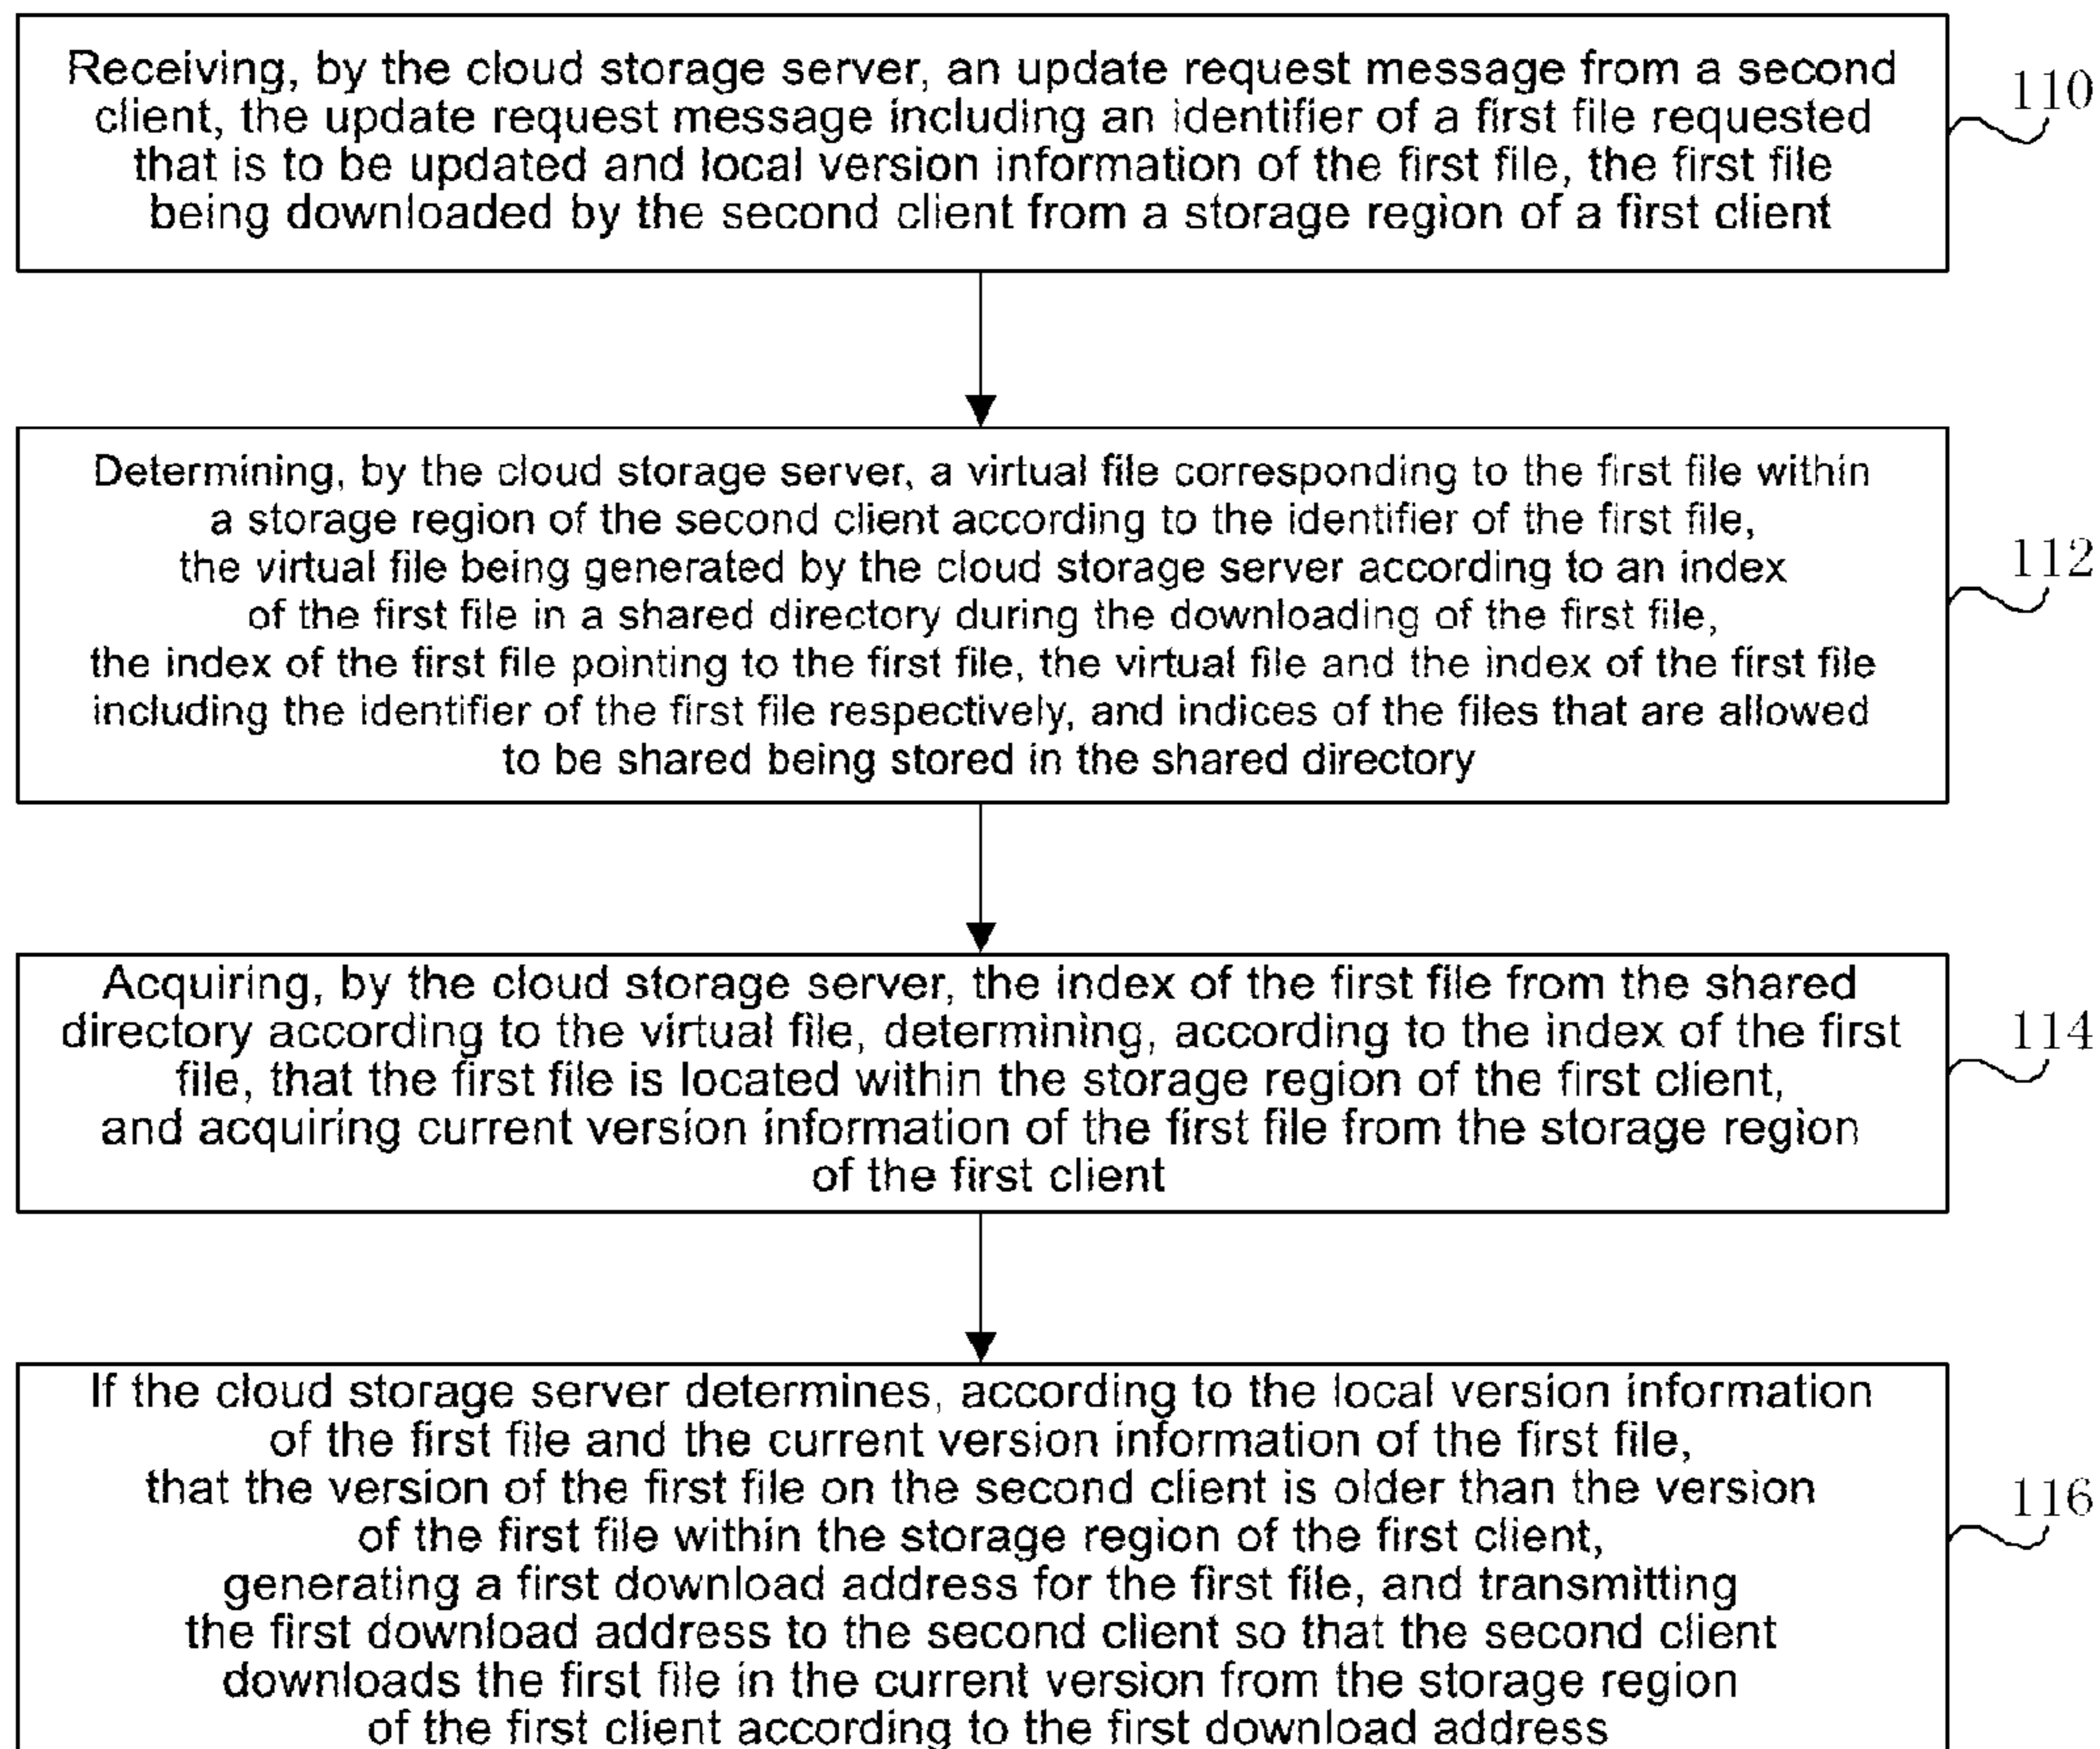 Receiving, by the cloud storage server, an update request message from a second
client, the update request message including an identifier of a first file requested
that is to be updated and local version information of the first file, the first file
being downloaded by the second client from a storage region of a first client
110
Determining, by the cloud storage server, a virtual file corresponding to the first file within
a storage region of the second client according to the identifier of the first file,
the virtual file being generated by the cloud storage server according to an index
of the first file in a shared directory during the downloading of the first file,
the index of the first file pointing to the first file, the virtual file and the index of the first file
including the identifier of the first file respectively, and indices of the files that are allowed
to be shared being stored in the shared directory
112
Acquiring, by the cloud storage server, the index of the first file from the shared
directory according to the virtual file, determining, according to the index of the first
file, that the first file is located within the storage region of the first client,
and acquiring current version information of the first file from the storage region
of the first client
114
If the cloud storage server determines, according to the local version information
of the first file and the current version information of the first file,
that the version of the first file on the second client is older than the version
of the first file within the storage region of the first client,
generating a first download address for the first file, and transmitting
the first download address to the second client so that the second client
downloads the first file in the current version from the storage region
of the first client according to the first download address
116